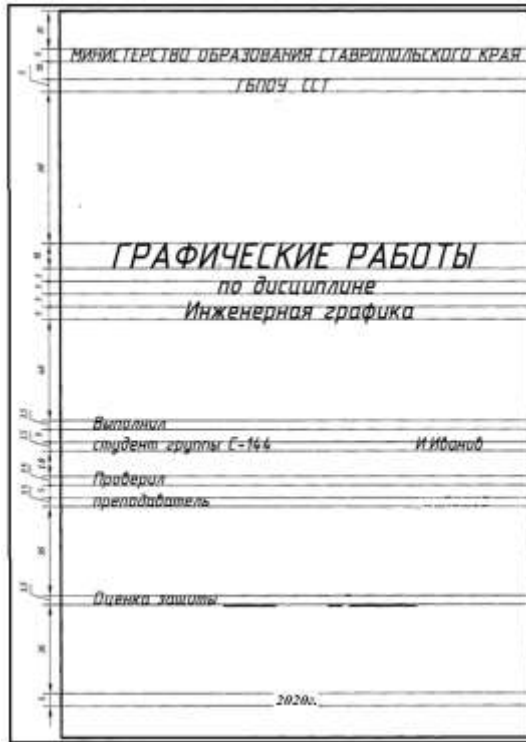 МИНИСТЕРСТВО ОБРАЗОВАНИЯ СТАВРОПОЛЬСКОГО КРАЯ
ГБПОУ ССТ
ГРАФИЧЕСКИЕ РАБОТЫ
по дисциплине
Инженерная графика
Выполнил
студент группы С-144 И.Иванов
Проверил
преподаватель
Оценка защиты
2020г.